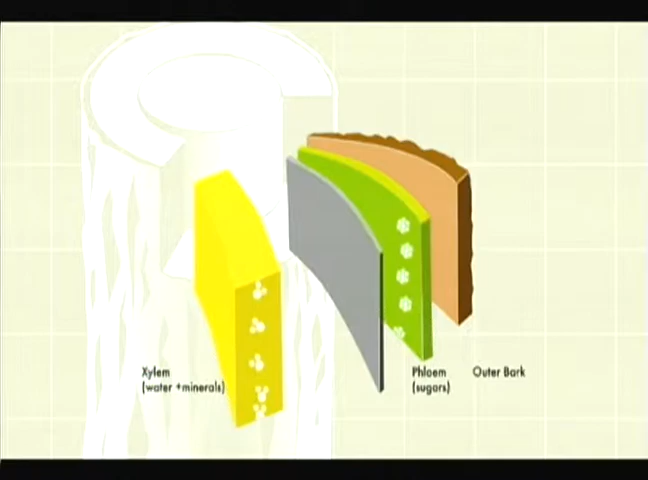 Xylem
(water +minerals)
Phloem
(sugars)
Outer Bark